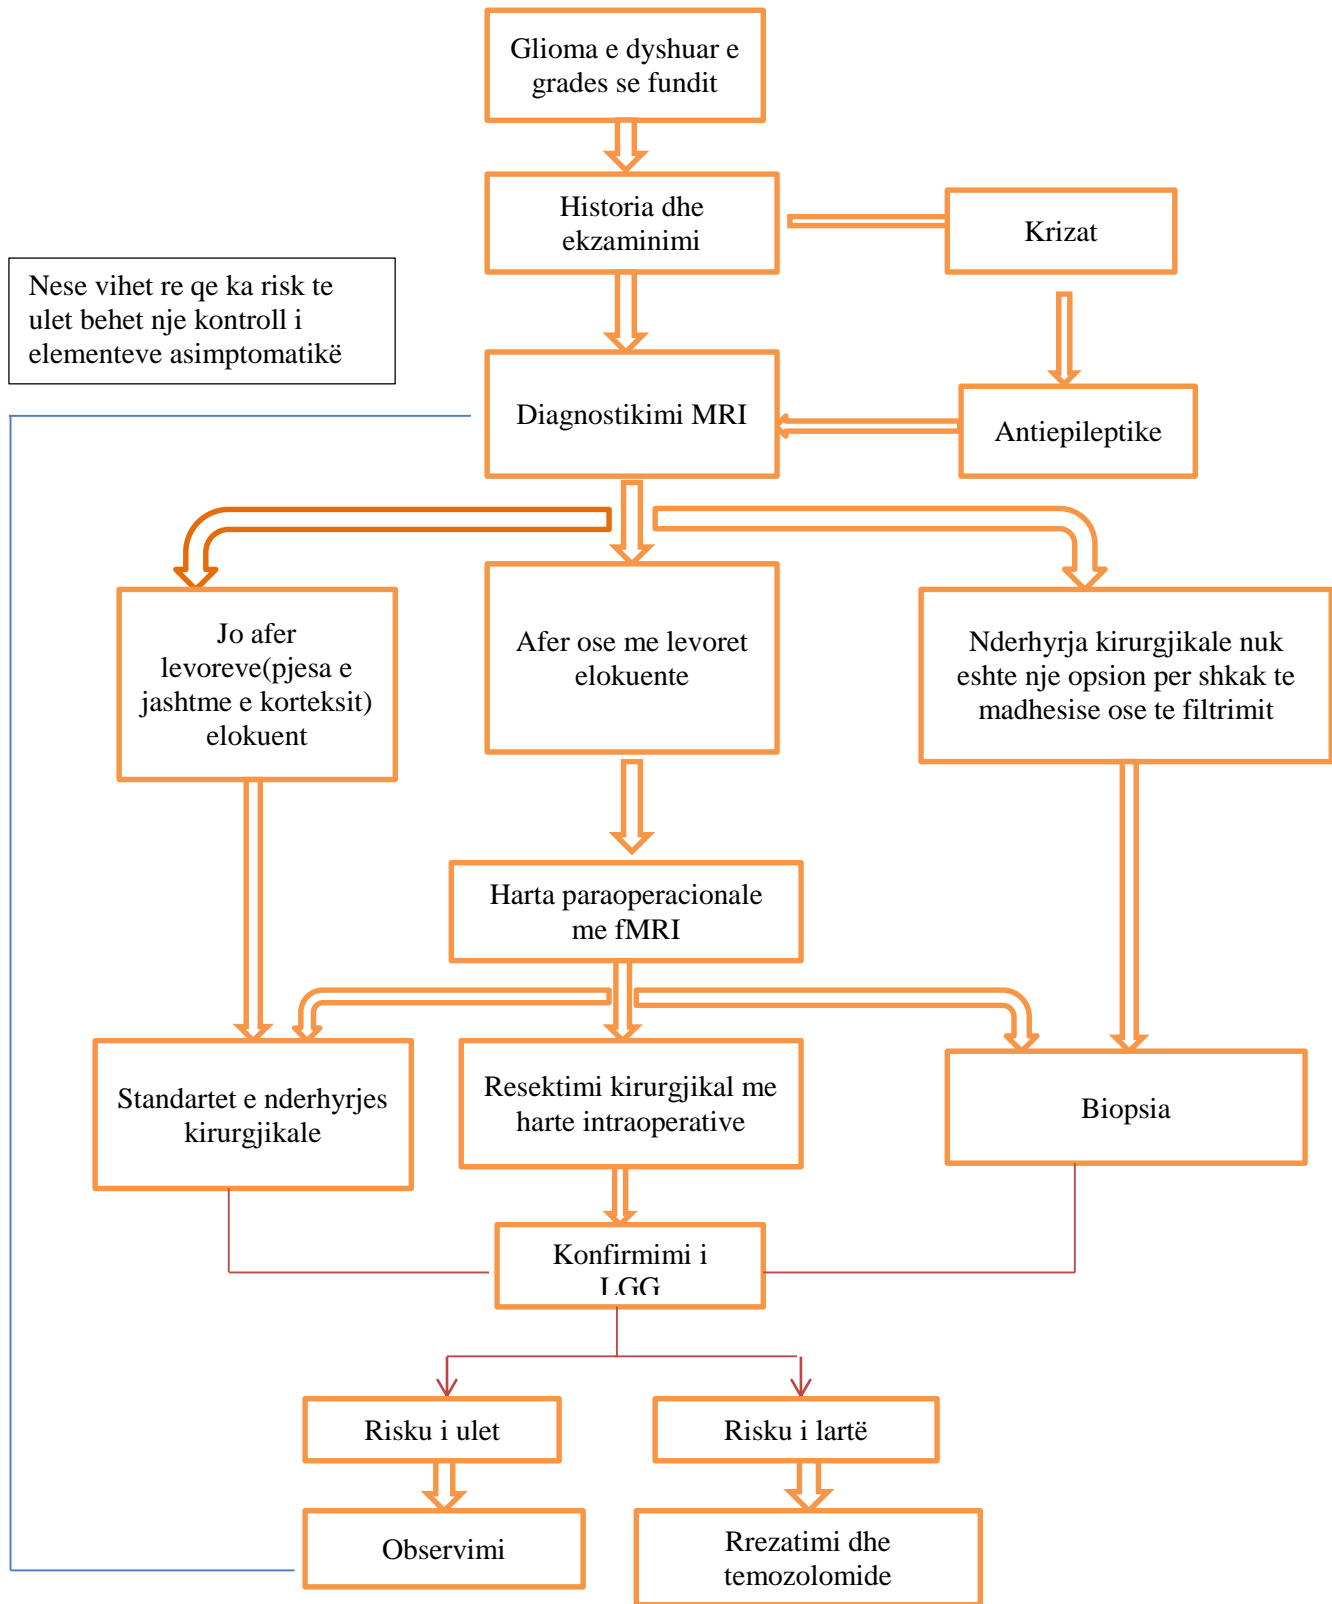 Glioma e dyshuar e
grades se fundit
Historia dhe
ekzaminimi
Krizat
Nese vihet re qe ka risk te
ulet behet nje kontroll i
elementeve asimptomatikë
Diagnostikimi MRI
Antiepileptike
Jo afer
levoreve(pjesa e
jashtme e korteksit)
elokuent
Afer ose me levoret
elokuente
Nderhyrja kirurgjikale nuk
eshte nje opsion per shkak te
madhesise ose te filtrimit
Harta paraoperacionale
me fMRI
Standartet e nderhyrjes
kirurgjikale
Resektimi kirurgjikal me
harte intraoperative
Biopsia
Konfirmimi i
LGG
Risku i ulet
Risku i lartë
Observimi
Rrezatimi dhe
temozolomide